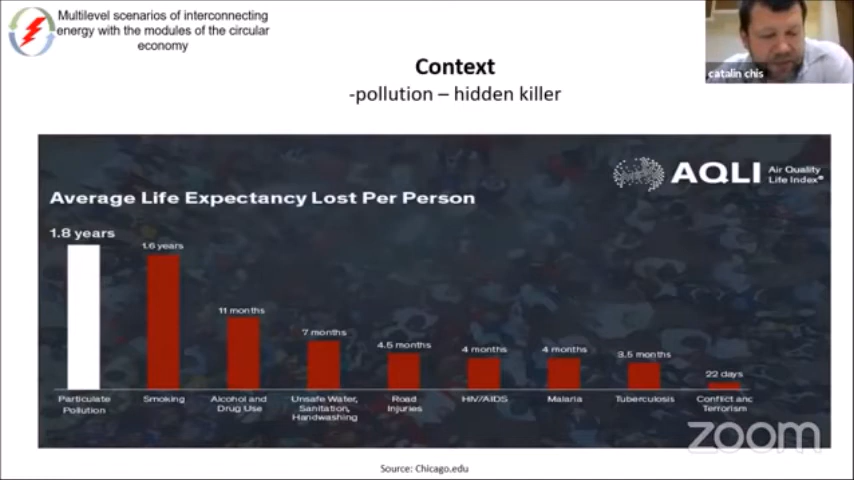 Multilevel scenarios of interconnecting
energy with the modules of the circular
economy
catalin chis
Context
-pollution – hidden killer
AQLI Air Quality
Life Index®
Average Life Expectancy Lost Per Person
1.8 years
1.6 years
11 months
7 months
4.5 months
4 months
4 months
3.5 months
22 days
Particulate
Pollution
Smoking
Alcohol and
Drug Use
Unsafe Water,
Sanitation,
Handwashing
Road
Injuries
HIV/AIDS
Malaria
Tuberculosis
Conflict and
Terrorism
zoom
Source: Chicago.edu